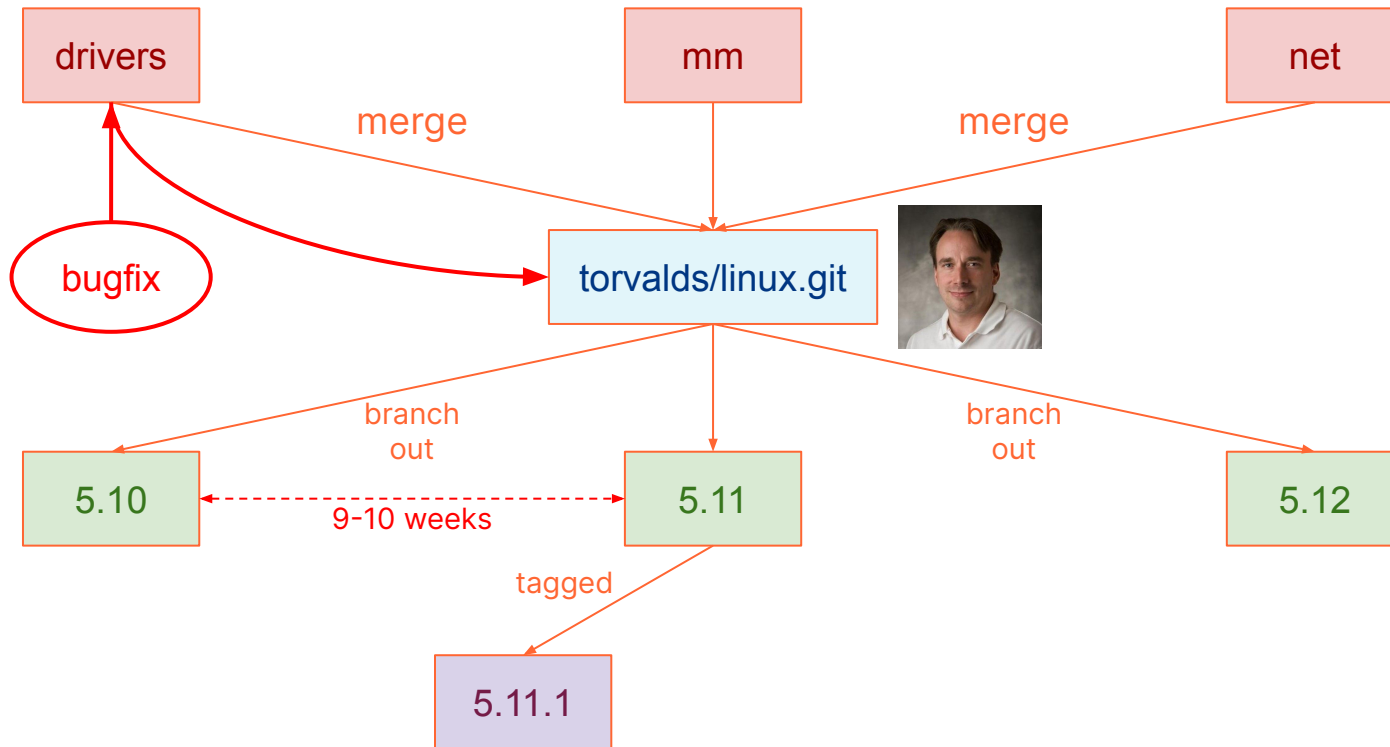 drivers
mm
net
merge
merge
bugfix
torvalds/linux.git
branch
out
branch
out
5.10
5.11
5.12
9-10 weeks
tagged
5.11.1